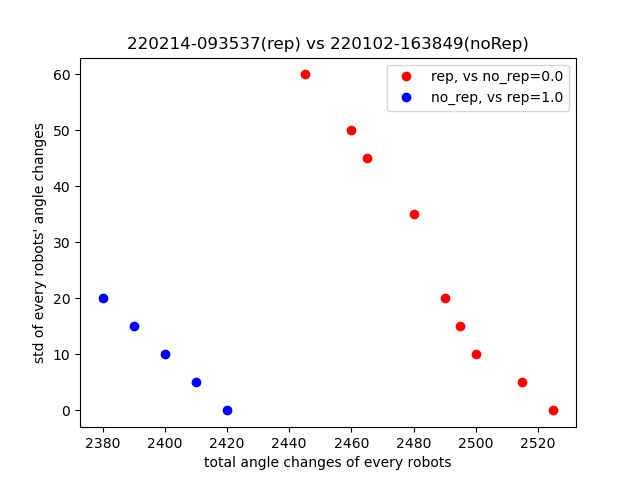 220214-093537(rep) vs 220102-163849(noRep)
rep, vs no_rep=0.0
no_rep, vs rep=1.0
std of every robots' angle changes
60
50
40
30
20
10
0
2380 2400 2420 2440 2460 2480 2500 2520
total angle changes of every robots